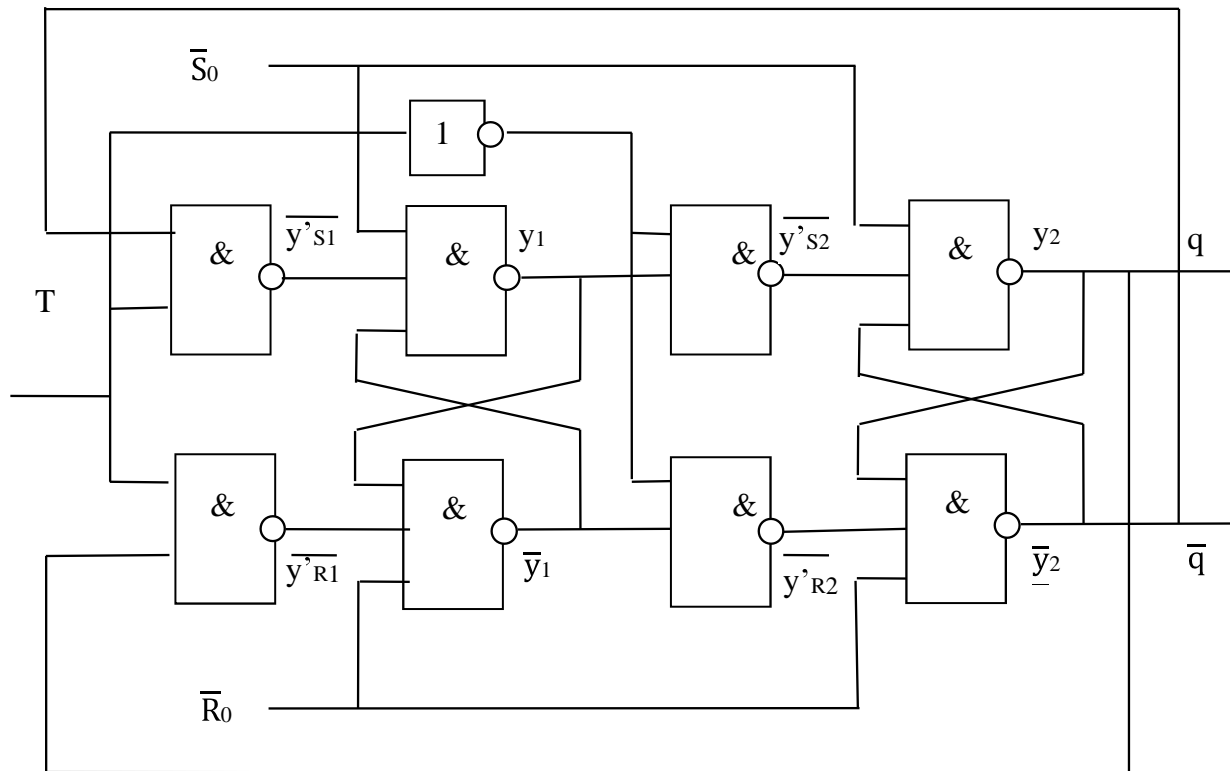 S̅0
1
& y'S1 & y1 & y'S2 & y2 q
T
& y'R1 & y̅1 & y'R2 & y̅2 q̅
R̅0